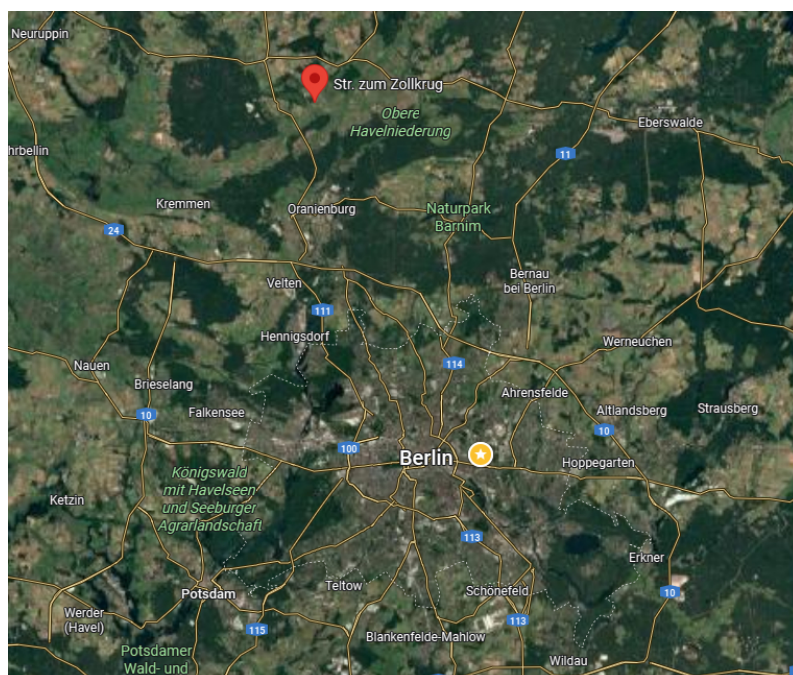 Neuruppin
24
Str. zum Zollkrug
Obere
Havelniederung
Eberswalde
hrbellin
11
Kremmen
Oranienburg
Naturpark
Barnim
24
Bernau
bei Berlin
Velten
111
Hennigsdorf
Werneuchen
114
Nauen
Brieselang
Ahrensfelde
10
Falkensee
Altlandsberg
Strausberg
10
100
Berlin
Hoppegarten
Königswald
mit Havelseen
und Seeburger
Agrarlandschaft
Ketzin
113
Erkner
Potsdam
Teltow
Schönefeld
10
Werder
(Havel)
115
113
Blankenfelde-Mahlow
Potsdamer
Wald- und
Wildau